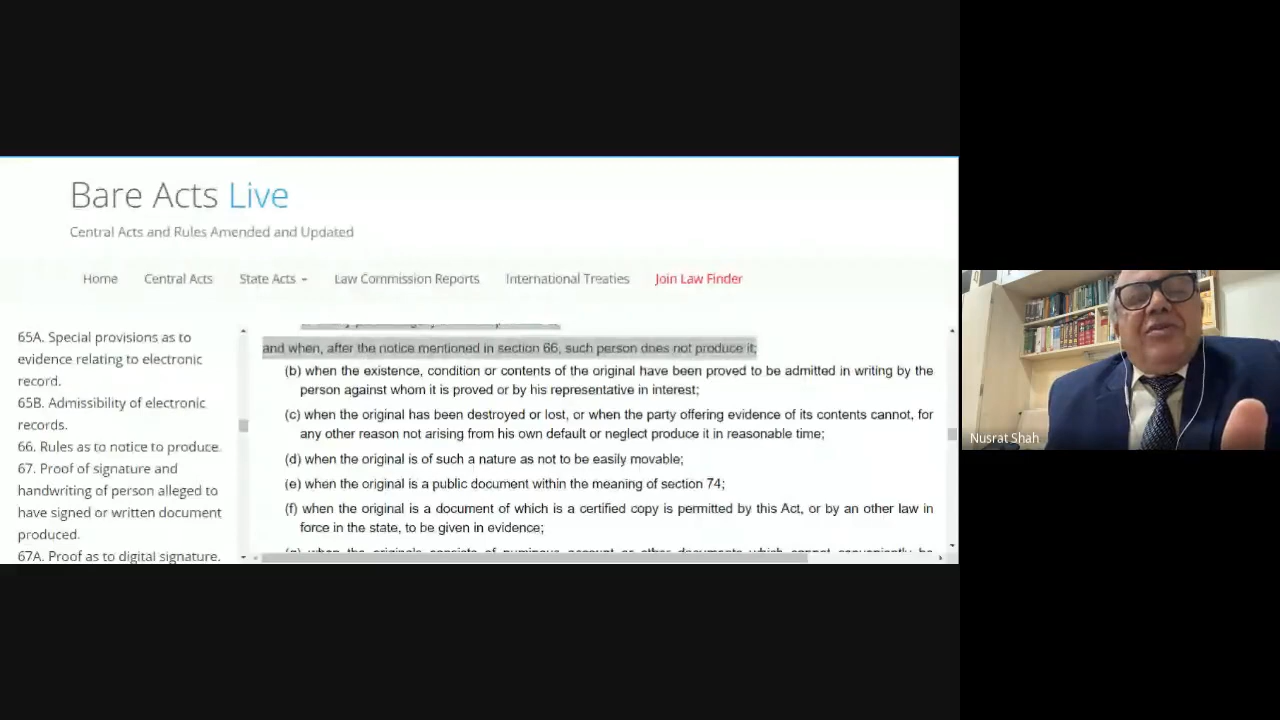 Bare Acts Live
Central Acts and Rules Amended and Updated
Home Central Acts State Acts Law Commission Reports International Treaties Join Law Finder
65A. Special provisions as to
evidence relating to electronic
record.
65B. Admissibility of electronic
records.
66. Rules as to notice to produce.
67. Proof of signature and
handwriting of person alleged to
have signed or written document
produced.
67A. Proof as to digital signature.
and when, after the notice mentioned in section 66, such person does not produce it;
(b) when the existence, condition or contents of the original have been proved to be admitted in writing by the
person against whom it is proved or by his representative in interest;
(c) when the original has been destroyed or lost, or when the party offering evidence of its contents cannot, for
any other reason not arising from his own default or neglect produce it in reasonable time;
(d) when the original is of such a nature as not to be easily movable;
(e) when the original is a public document within the meaning of section 74;
(f) when the original is a document of which is a certified copy is permitted by this Act, or by an other law in
force in the state, to be given in evidence;
Nusrat Shah